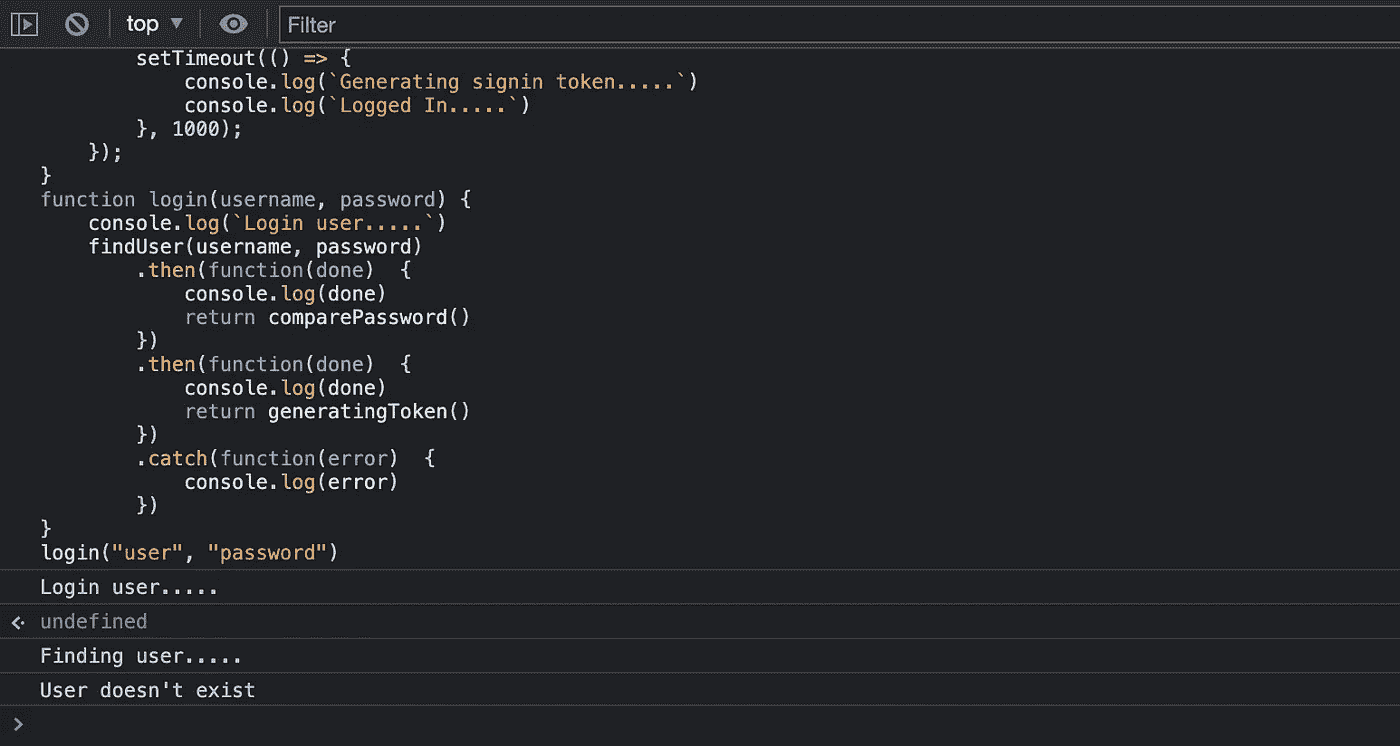 top ▼ Filter
setTimeout(() => {
console.log(`Generating signin token.....`)
console.log(`Logged In.....`)
}, 1000);
});
}
function login(username, password) {
console.log(`Login user.....`)
findUser(username, password)
.then(function(done)  {
console.log(done)
return comparePassword()
})
.then(function(done)  {
console.log(done)
return generatingToken()
})
.catch(function(error)  {
console.log(error)
})
}
login("user", "password")
Login user.....
undefined
Finding user.....
User doesn't exist